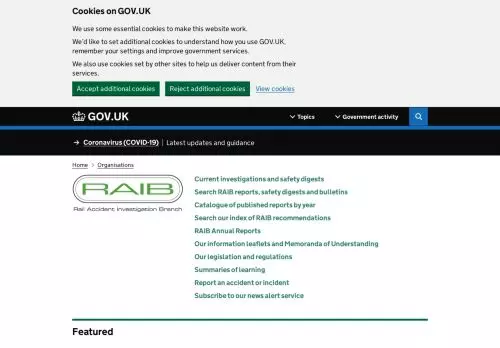 Cookies on GOV.UK
We use some essential cookies to make this website work.
We'd like to set additional cookies to understand how you use GOV.UK,
remember your settings and improve government services.
We also use cookies set by other sites to help us deliver content from their
services.
Accept additional cookies Reject additional cookies View cookies
GOV.UK Topics Government activity
→ Coronavirus (COVID-19) | Latest updates and guidance
Home > Organisations
RAIB
Rail Accident Investigation Branch
Current investigations and safety digests
Search RAIB reports, safety digests and bulletins
Catalogue of published reports by year
Search our index of RAIB recommendations
RAIB Annual Reports
Our information leaflets and Memoranda of Understanding
Our legislation and regulations
Summaries of learning
Report an accident or incident
Subscribe to our news alert service
Featured